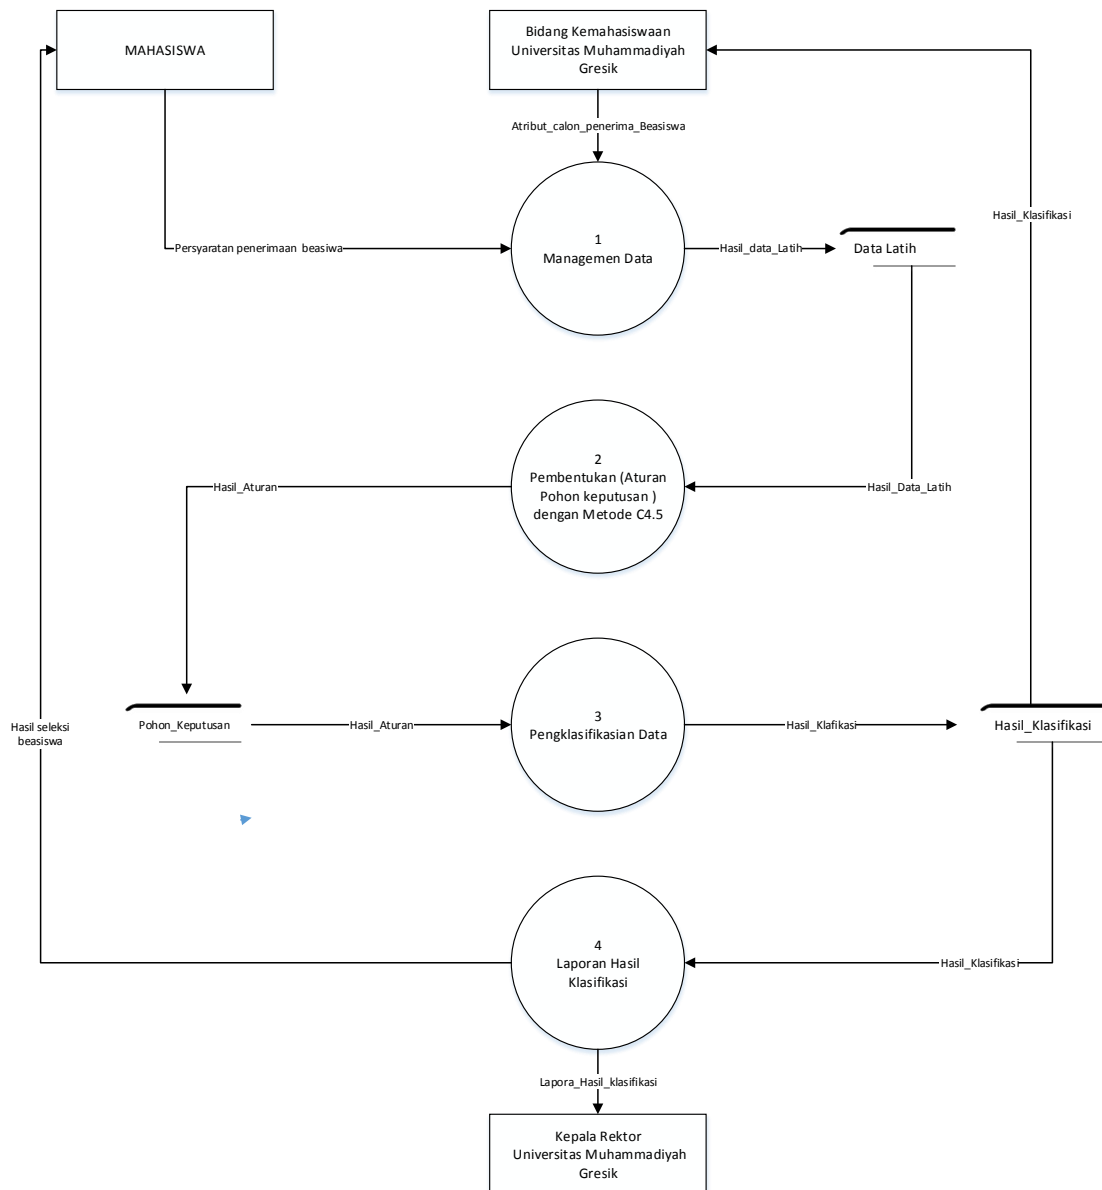 MAHASISWA
Bidang Kemahasiswaan
Universitas Muhammadiyah
Gresik
Atribut_calon_penerima_Beasiswa
Hasil_Klasifikasi
Persyaratan penerimaan beasiwa
1
Managemen Data
Hasil_data_Latih
Data Latih
2
Pembentukan (Aturan
Pohon keputusan )
dengan Metode C4.5
Hasil_Aturan
Hasil_Data_Latih
Hasil seleksi
beasiswa
Pohon_Keputusan
Hasil_Aturan
3
Pengklasifikasian Data
Hasil_Klafikasi
Hasil_Klasifikasi
4
Laporan Hasil
Klasifikasi
Hasil_Klasifikasi
Lapora_Hasil_klasifikasi
Kepala Rektor
Universitas Muhammadiyah
Gresik